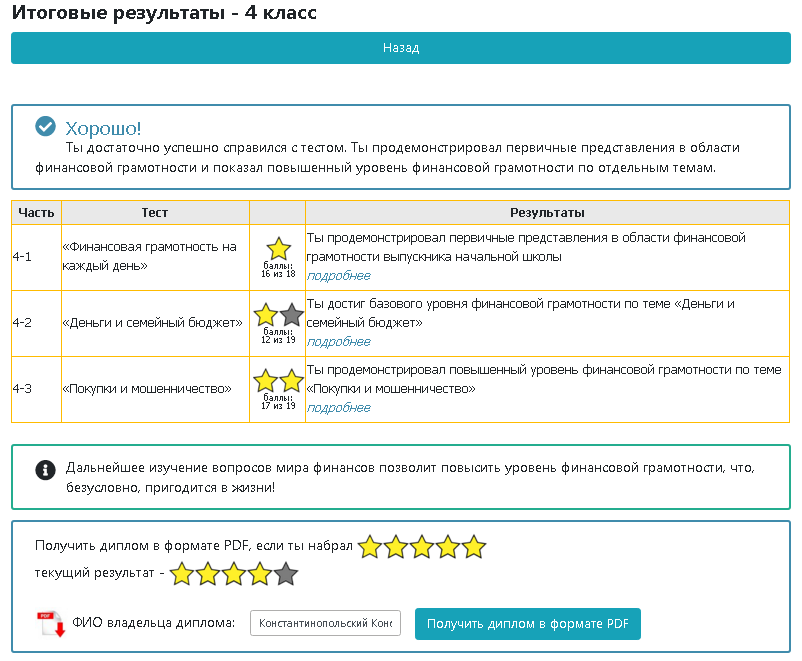 Итоговые результаты - 4 класс
Назад
Хорошо!
Ты достаточно успешно справился с тестом. Ты продемонстрировал первичные представления в области
финансовой грамотности и показал повышенный уровень финансовой грамотности по отдельным темам.
Часть Тест Результаты
4-1
«Финансовая грамотность на
каждый день»
баллы:
16 из 18
Ты продемонстрировал первичные представления в области финансовой
грамотности выпускника начальной школы
подробнее
4-2
«Деньги и семейный бюджет»
баллы:
12 из 19
Ты достиг базового уровня финансовой грамотности по теме «Деньги и
семейный бюджет»
подробнее
4-3
«Покупки и мошенничество»
баллы:
17 из 19
Ты продемонстрировал повышенный уровень финансовой грамотности по теме
«Покупки и мошенничество»
подробнее
Дальнейшее изучение вопросов мира финансов позволит повысить уровень финансовой грамотности, что,
безусловно, пригодится в жизни!
Получить диплом в формате PDF, если ты набрал
текущий результат -
PDF
ФИО владельца диплома:
Константинопольский Конс
Получить диплом в формате PDF